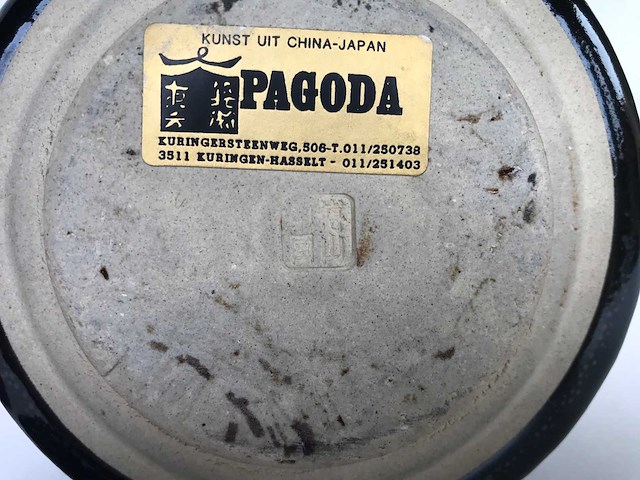 KUNST UIT CHINA-JAPAN
PAGODA
KURINGERSTEENWEG,506-T.011/250738
3511 KURINGEN-HASSELT - 011/251403